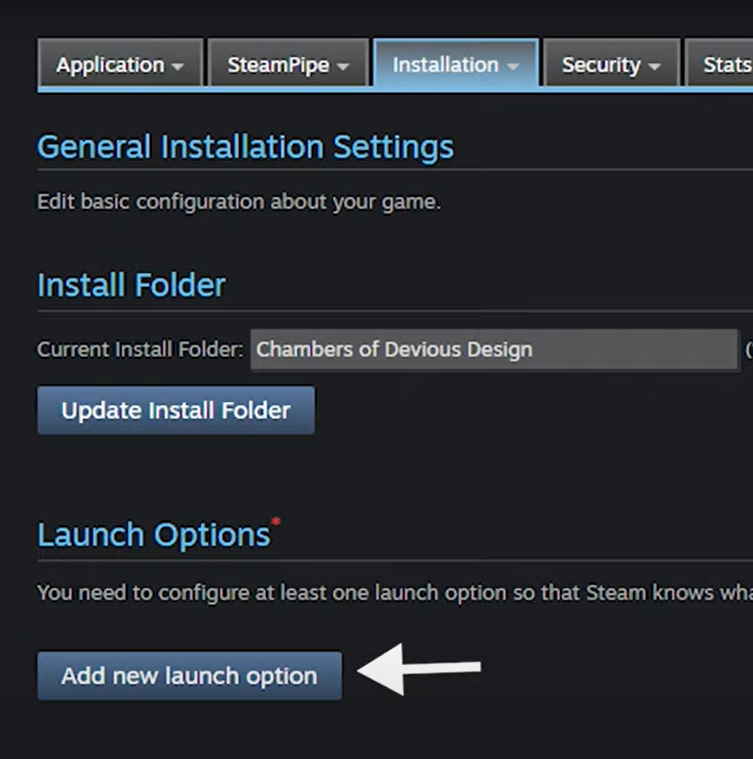 Application SteamPipe Installation Security Stats
General Installation Settings
Edit basic configuration about your game.
Install Folder
Current Install Folder: Chambers of Devious Design (
Update Install Folder
Launch Options*
You need to configure at least one launch option so that Steam knows wha
Add new launch option